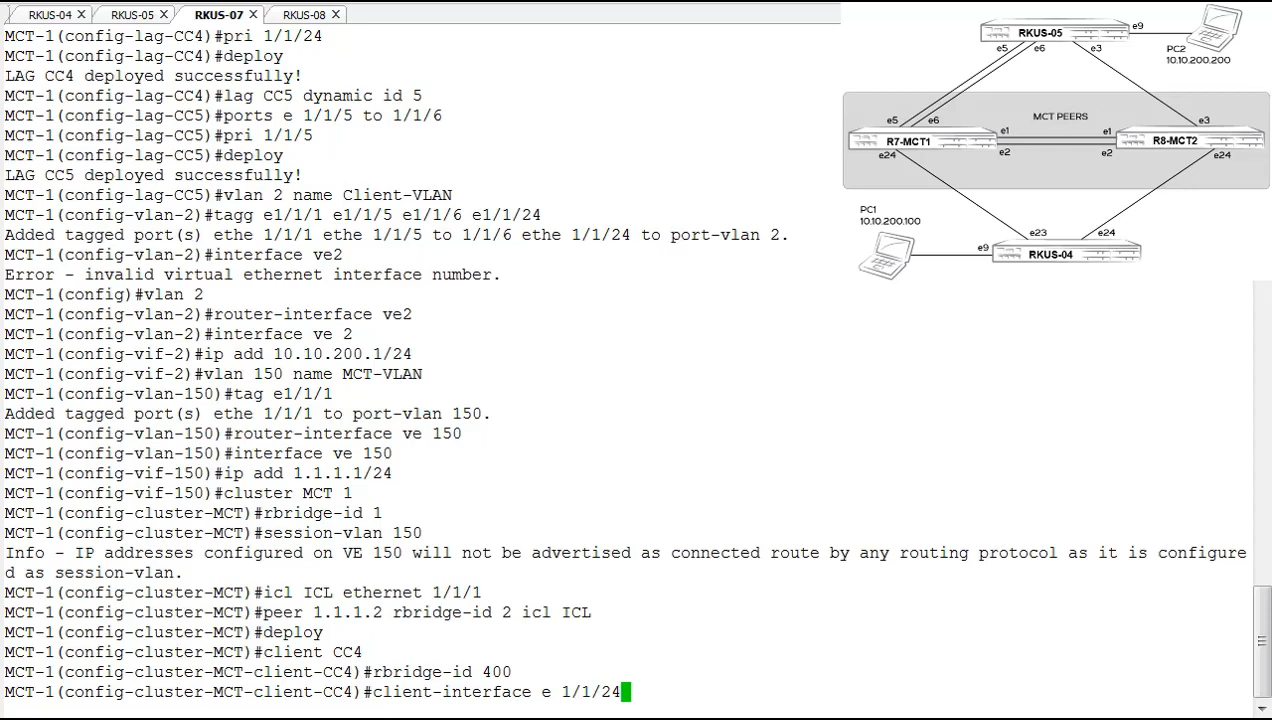 RKUS-04 X RKUS-05 X RKUS-07 X RKUS-08 X
MCT-1(config-lag-CC4)#pri 1/1/24
MCT-1(config-lag-CC4)#deploy
LAG CC4 deployed successfully!
MCT-1(config-lag-CC4)#lag CC5 dynamic id 5
MCT-1(config-lag-CC5)#ports e 1/1/5 to 1/1/6
MCT-1(config-lag-CC5)#pri 1/1/5
MCT-1(config-lag-CC5)#deploy
LAG CC5 deployed successfully!
MCT-1(config-lag-CC5)#vlan 2 name Client-VLAN
MCT-1(config-vlan-2)#tagg e1/1/1 e1/1/5 e1/1/6 e1/1/24
Added tagged port(s) ethe 1/1/1 ethe 1/1/5 to 1/1/6 ethe 1/1/24 to port-vlan 2.
MCT-1(config-vlan-2)#interface ve2
Error - invalid virtual ethernet interface number.
MCT-1(config)#vlan 2
MCT-1(config-vlan-2)#router-interface ve2
MCT-1(config-vlan-2)#interface ve 2
MCT-1(config-vif-2)#ip add 10.10.200.1/24
MCT-1(config-vif-2)#vlan 150 name MCT-VLAN
MCT-1(config-vlan-150)#tag e1/1/1
Added tagged port(s) ethe 1/1/1 to port-vlan 150.
MCT-1(config-vlan-150)#router-interface ve 150
MCT-1(config-vlan-150)#interface ve 150
MCT-1(config-vif-150)#ip add 1.1.1.1/24
MCT-1(config-vif-150)#cluster MCT 1
MCT-1(config-cluster-MCT)#rbridge-id 1
MCT-1(config-cluster-MCT)#session-vlan 150
Info - IP addresses configured on VE 150 will not be advertised as connected route by any routing protocol as it is configure
d as session-vlan.
MCT-1(config-cluster-MCT)#icl ICL ethernet 1/1/1
MCT-1(config-cluster-MCT)#peer 1.1.1.2 rbridge-id 2 icl ICL
MCT-1(config-cluster-MCT)#deploy
MCT-1(config-cluster-MCT)#client CC4
MCT-1(config-cluster-MCT-client-CC4)#rbridge-id 400
MCT-1(config-cluster-MCT-client-CC4)#client-interface e 1/1/24
RKUS-05
e9
e5 e6 e3
PC2
10.10.200.200
MCT PEERS
e5 e6 e3
R7-MCT1
e1 e1
R8-MCT2
e24 e2 e2 e24
PC1
10.10.200.100
e23 e24
e9
RKUS-04